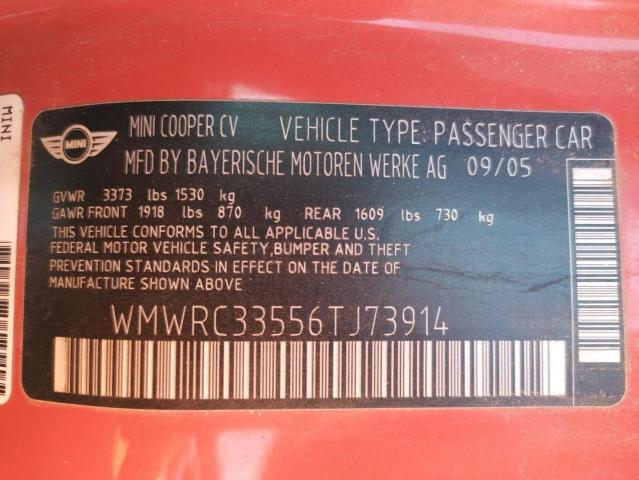 MINI
MINI
MINI COOPER CV VEHICLE TYPE: PASSENGER CAR
MFD BY BAYERISCHE MOTOREN WERKE AG 09/05
GVWR 3373 lbs 1530 kg
GAWR FRONT 1918 lbs 870 kg REAR 1609 lbs 730 kg
THIS VEHICLE CONFORMS TO ALL APPLICABLE U.S.
FEDERAL MOTOR VEHICLE SAFETY,BUMPER AND THEFT
PREVENTION STANDARDS IN EFFECT ON THE DATE OF
MANUFACTURE SHOWN ABOVE
WMWRC33556TJ73914